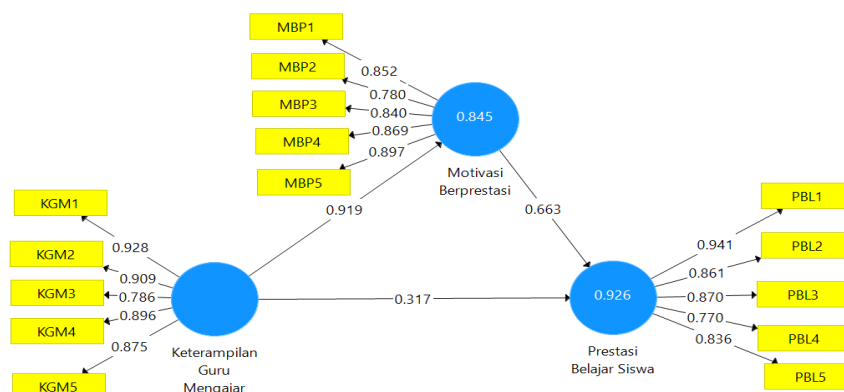 MBP1
MBP2
MBP3
MBP4
MBP5
0.852
0.780
0.840
0.869
0.897
0.845
Motivasi
Berprestasi
0.919
0.663
KGM1
KGM2
KGM3
KGM4
KGM5
0.928
0.909
0.786
0.896
0.875
Keterampilan
Guru
Mengajar
0.317
0.926
Prestasi
Belajar Siswa
0.941
0.861
0.870
0.770
0.836
PBL1
PBL2
PBL3
PBL4
PBL5